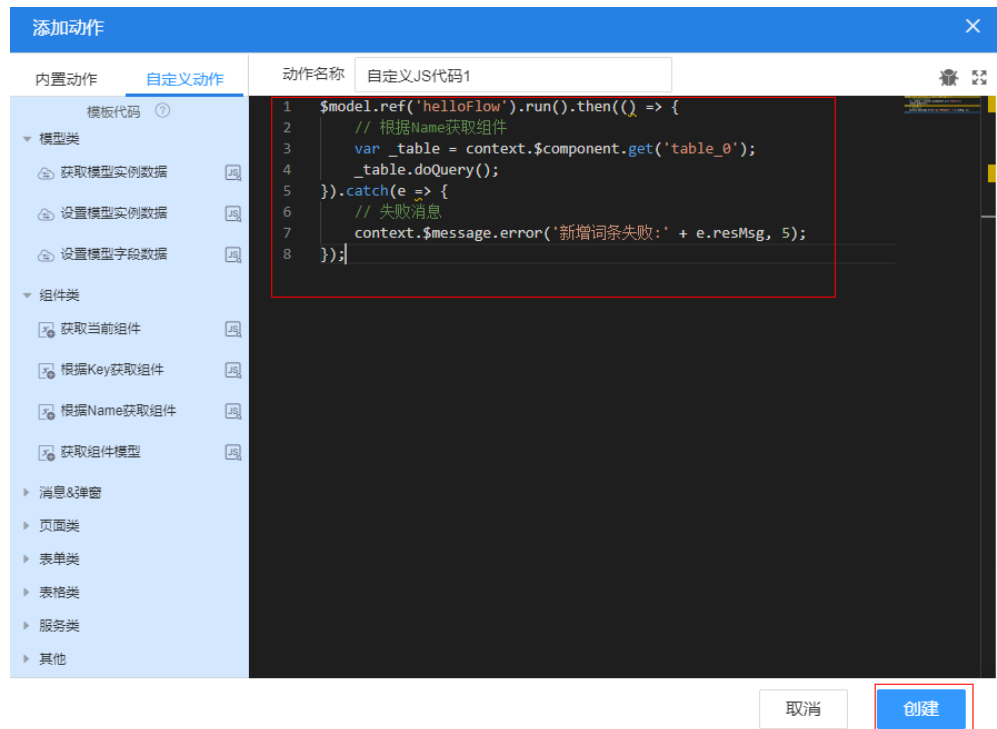 添加动作
内置动作 自定义动作 动作名称 自定义JS代码1
模板代码
模型类
获取模型实例数据
设置模型实例数据
设置模型字段数据
组件类
获取当前组件
根据Key获取组件
根据Name获取组件
获取组件模型
消息&弹窗
页面类
表单类
表格类
服务类
其他
1 $model.ref('helloFlow').run().then(() => {
2 // 根据Name获取组件
3 var _table = context.$component.get('table_0');
4 _table.doQuery();
5 }).catch(e => {
6 // 失败消息
7 context.$message.error('新增词条失败:' + e.resMsg, 5);
8 });
取消 创建